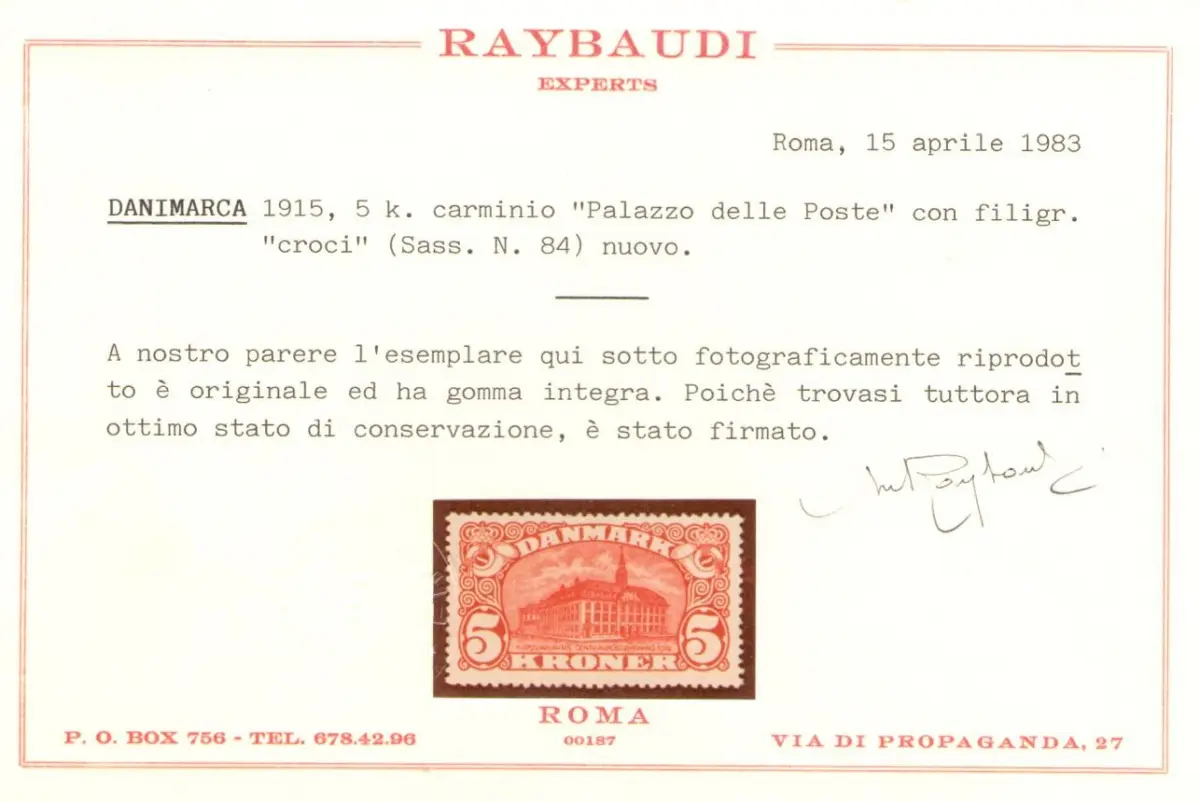 RAYBAUDI
EXPERTS
Roma, 15 aprile 1983
DANIMARCA 1915, 5 k. carminio "Palazzo delle Poste" con filigr.
"croci" (Sass. N. 84) nuovo.
A nostro parere l'esemplare qui sotto fotograficamente riprodot
to è originale ed ha gomma integra. Poichè trovasi tuttora in
ottimo stato di conservazione, è stato firmato.
DANMARK
5 5
KRONER
ROMA
P. O. BOX 756 - TEL. 678.42.96
00187
VIA DI PROPAGANDA, 27